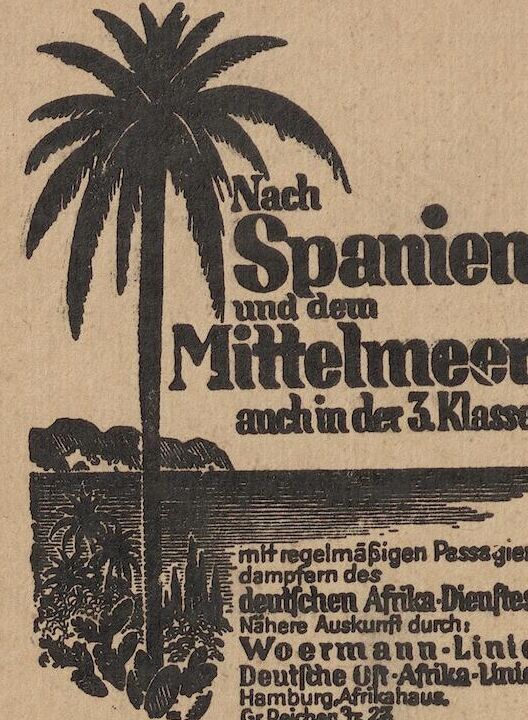 Nach
Spanien
und dem
Mittelmeer
auch in der 3. Klasse
mit regelmäßigen Passagier
dampfern des
deutschen Afrika-Dienstes
Nähere Auskunft durch:
Woermann-Linie
Deutsche Ost-Afrika-Linie
Hamburg, Afrikahaus.
Gr. Reichen